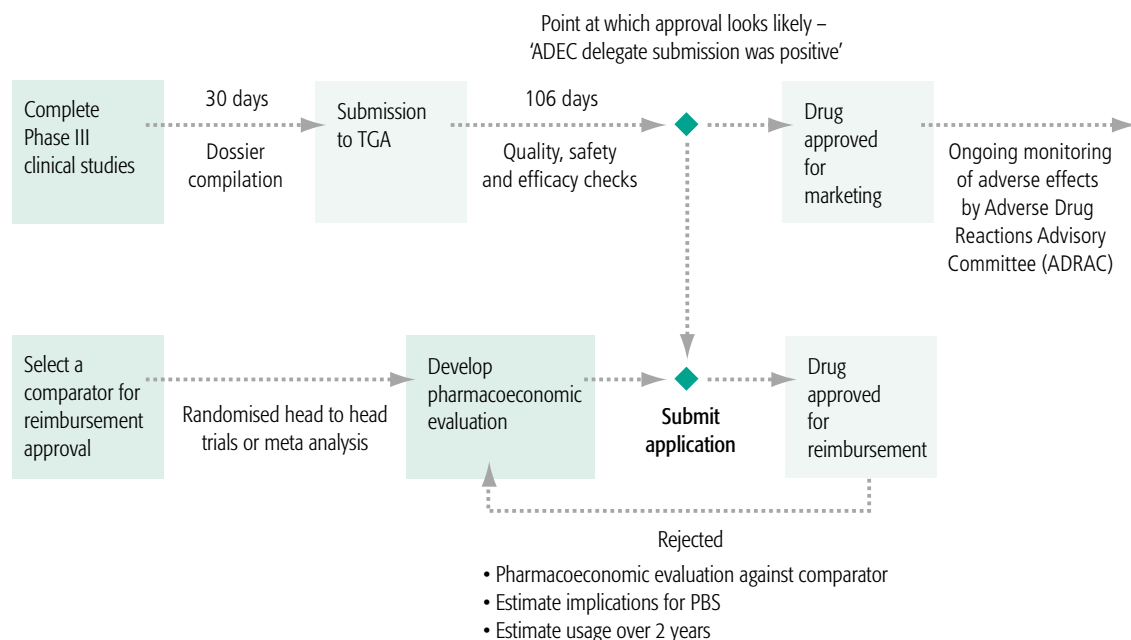 Point at which approval looks likely –
‘ADEC delegate submission was positive’
Complete
Phase III
clinical studies
30 days
Dossier
compilation
Submission
to TGA
106 days
Quality, safety
and efficacy checks
Drug
approved
for
marketing
Ongoing monitoring
of adverse effects
by Adverse Drug
Reactions Advisory
Committee (ADRAC)
Select a
comparator for
reimbursement
approval
Randomised head to head
trials or meta analysis
Develop
pharmacoeconomic
evaluation
Submit
application
Drug
approved
for
reimbursement
Rejected
• Pharmacoeconomic evaluation against comparator
• Estimate implications for PBS
• Estimate usage over 2 years